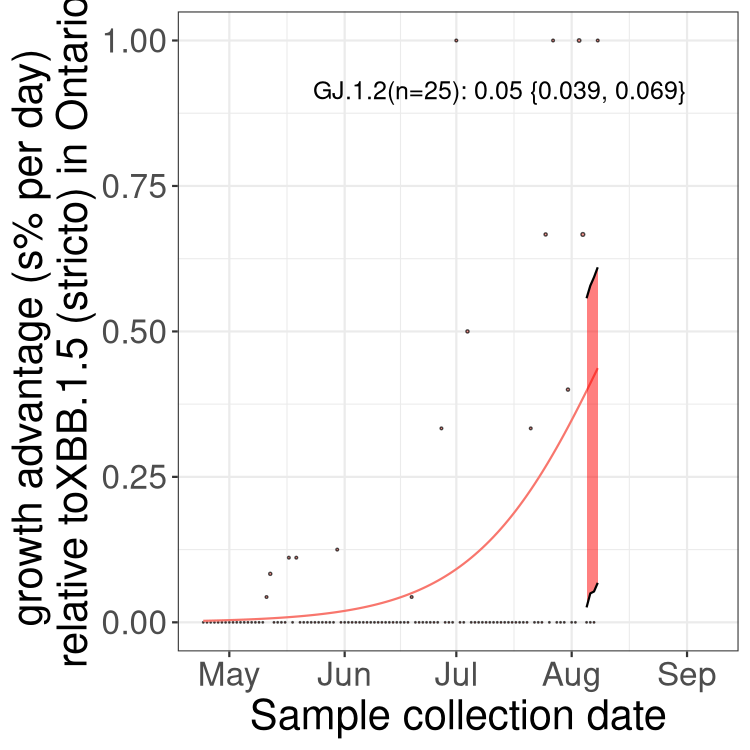 growth advantage (s% per day)
relative toXBB.1.5 (stricto) in Ontario
1.00
0.75
0.50
0.25
0.00
GJ.1.2(n=25): 0.05 {0.039, 0.069}
May Jun Jul Aug Sep
Sample collection date